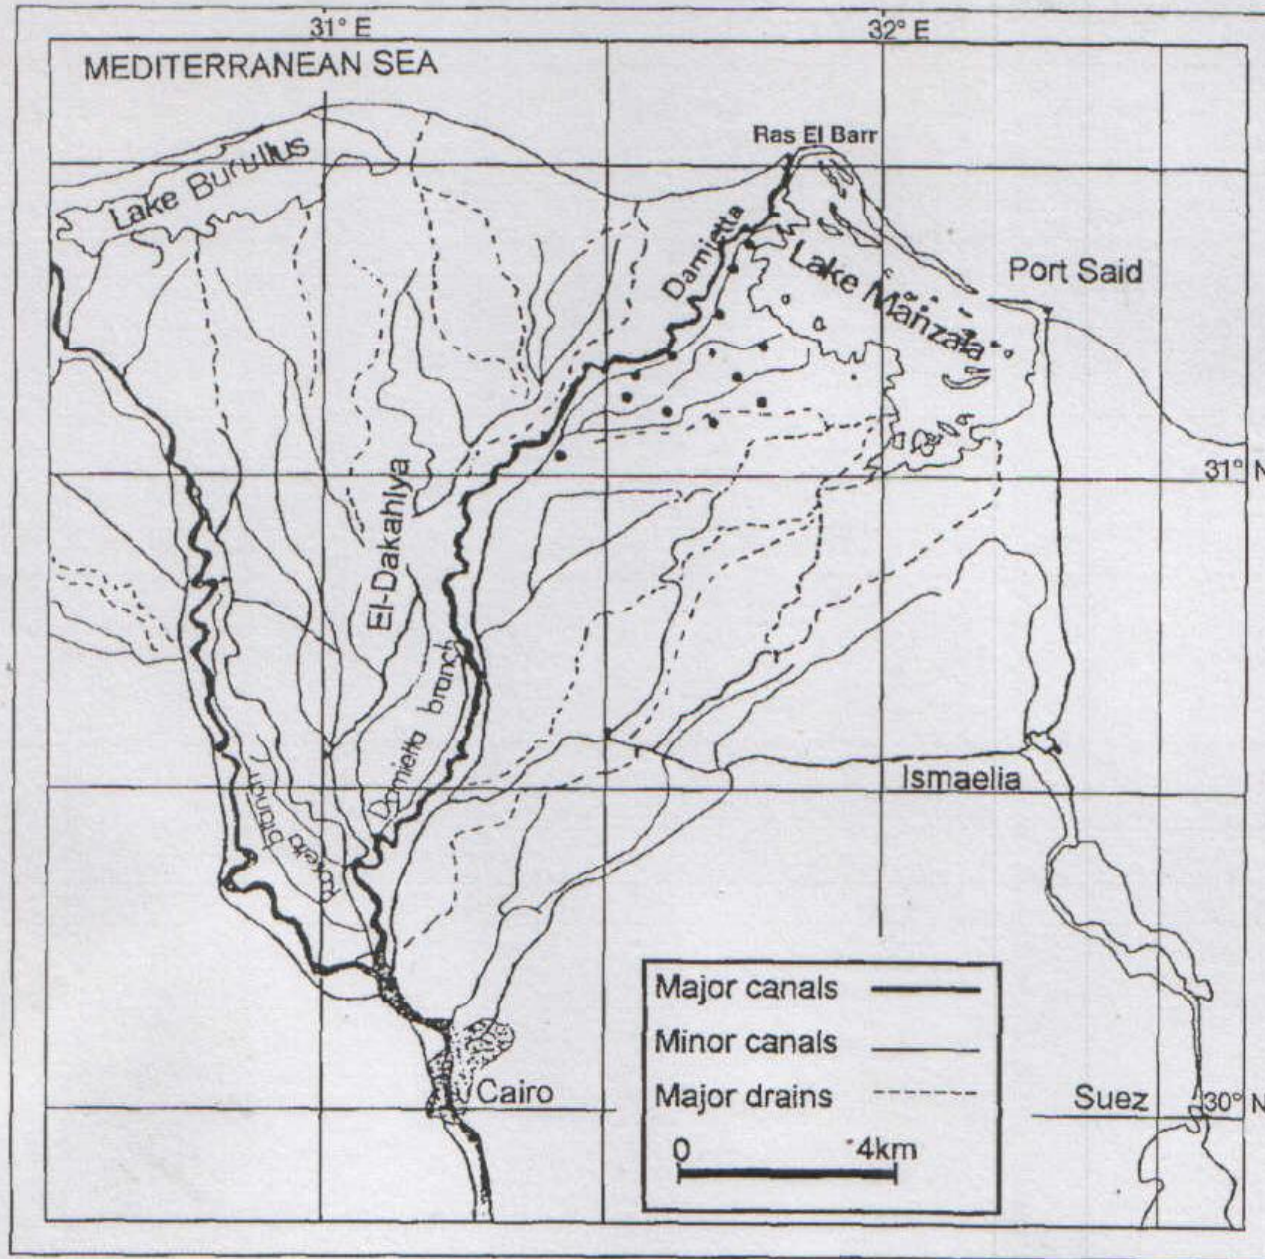 31° E
32° E
MEDITERRANEAN SEA
Ras El Barr
Lake Burullus
Damietta
Lake Manzala
Port Said
31° N
El-Dakahlya
Damietta branch
Rosetta
branch
Ismaelia
Major canals
Minor canals
Major drains
Cairo
Suez
30° N
0 4km